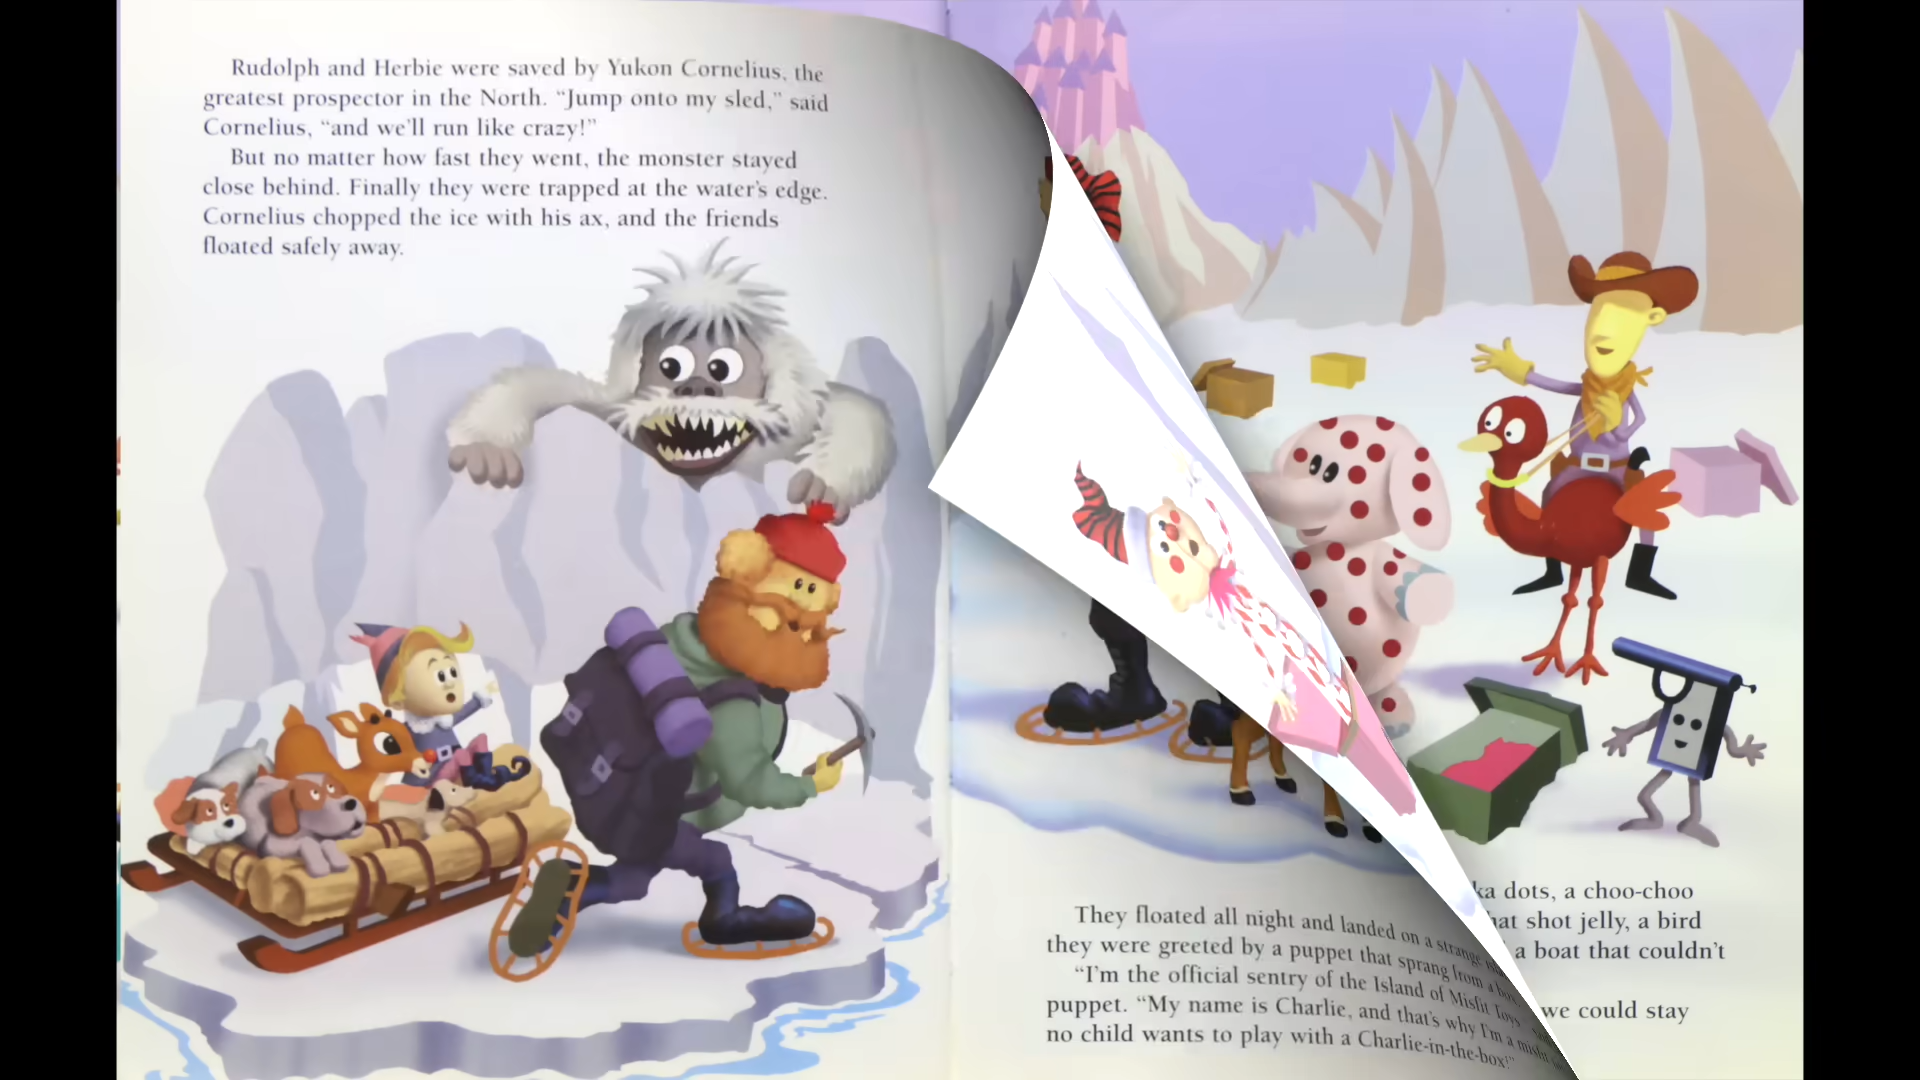 Rudolph and Herbie were saved by Yukon Cornelius, the
greatest prospector in the North. “Jump onto my sled,” said
Cornelius, “and we’ll run like crazy!”
But no matter how fast they went, the monster stayed
close behind. Finally they were trapped at the water’s edge.
Cornelius chopped the ice with his ax, and the friends
floated safely away.
They floated all night and landed on a strange
they were greeted by a puppet that sprang from a box.
“I’m the official sentry of the Island of Misfit Toys
puppet. “My name is Charlie, and that’s why I’m a misfit
no child wants to play with a Charlie-in-the-box!”
dots, a choo-choo
shot jelly, a bird
a boat that couldn’t
we could stay